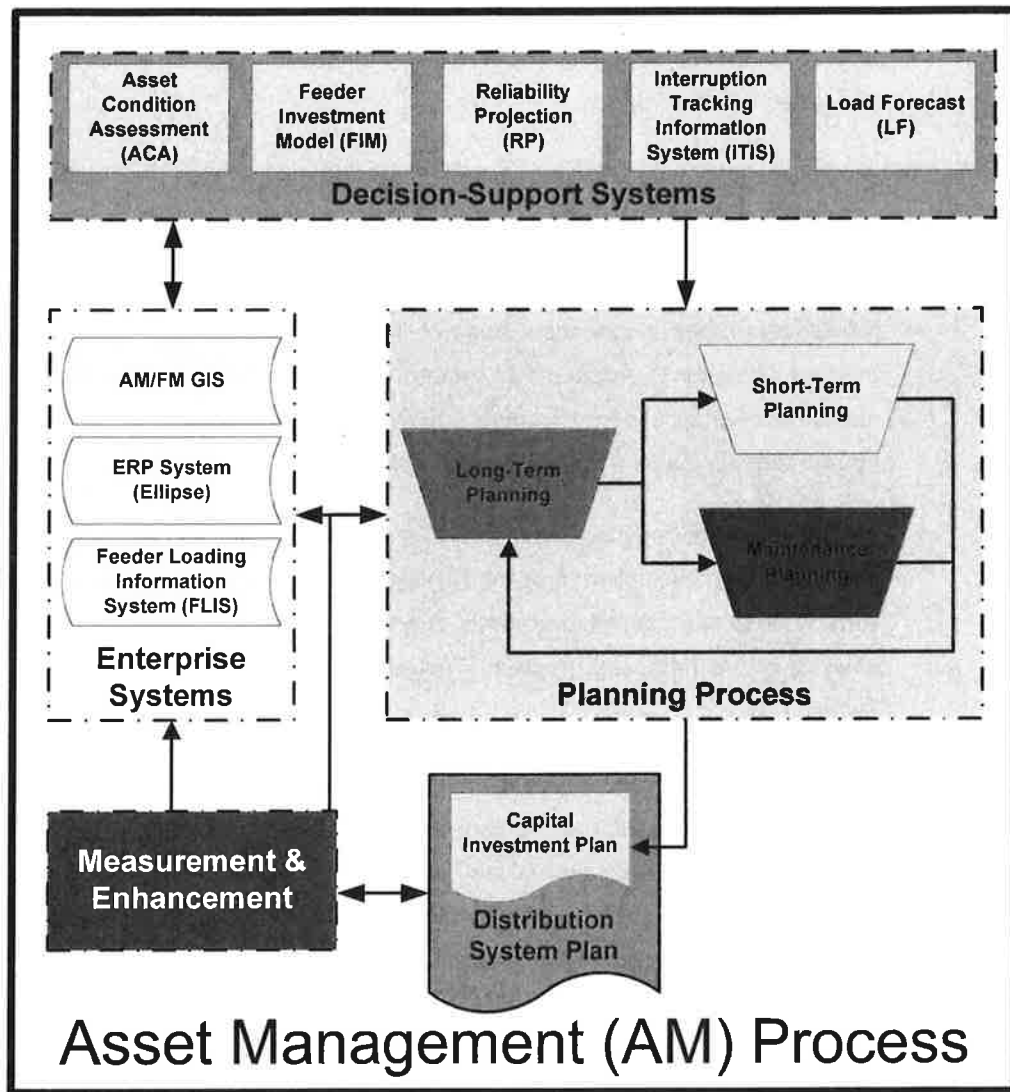 Asset
Condition
Assessment
(ACA)
Feeder
Investment
Model (FIM)
Reliability
Projection
(RP)
Interruption
Tracking
Information
System (ITIS)
Load Forecast
(LF)
Decision-Support Systems
AM/FM GIS
ERP System
(Ellipse)
Feeder Loading
Information
System (FLIS)
Enterprise
Systems
Long-Term
Planning
Short-Term
Planning
Maintenance
Planning
Planning Process
Measurement &
Enhancement
Capital
Investment Plan
Distribution
System Plan
Asset Management (AM) Process